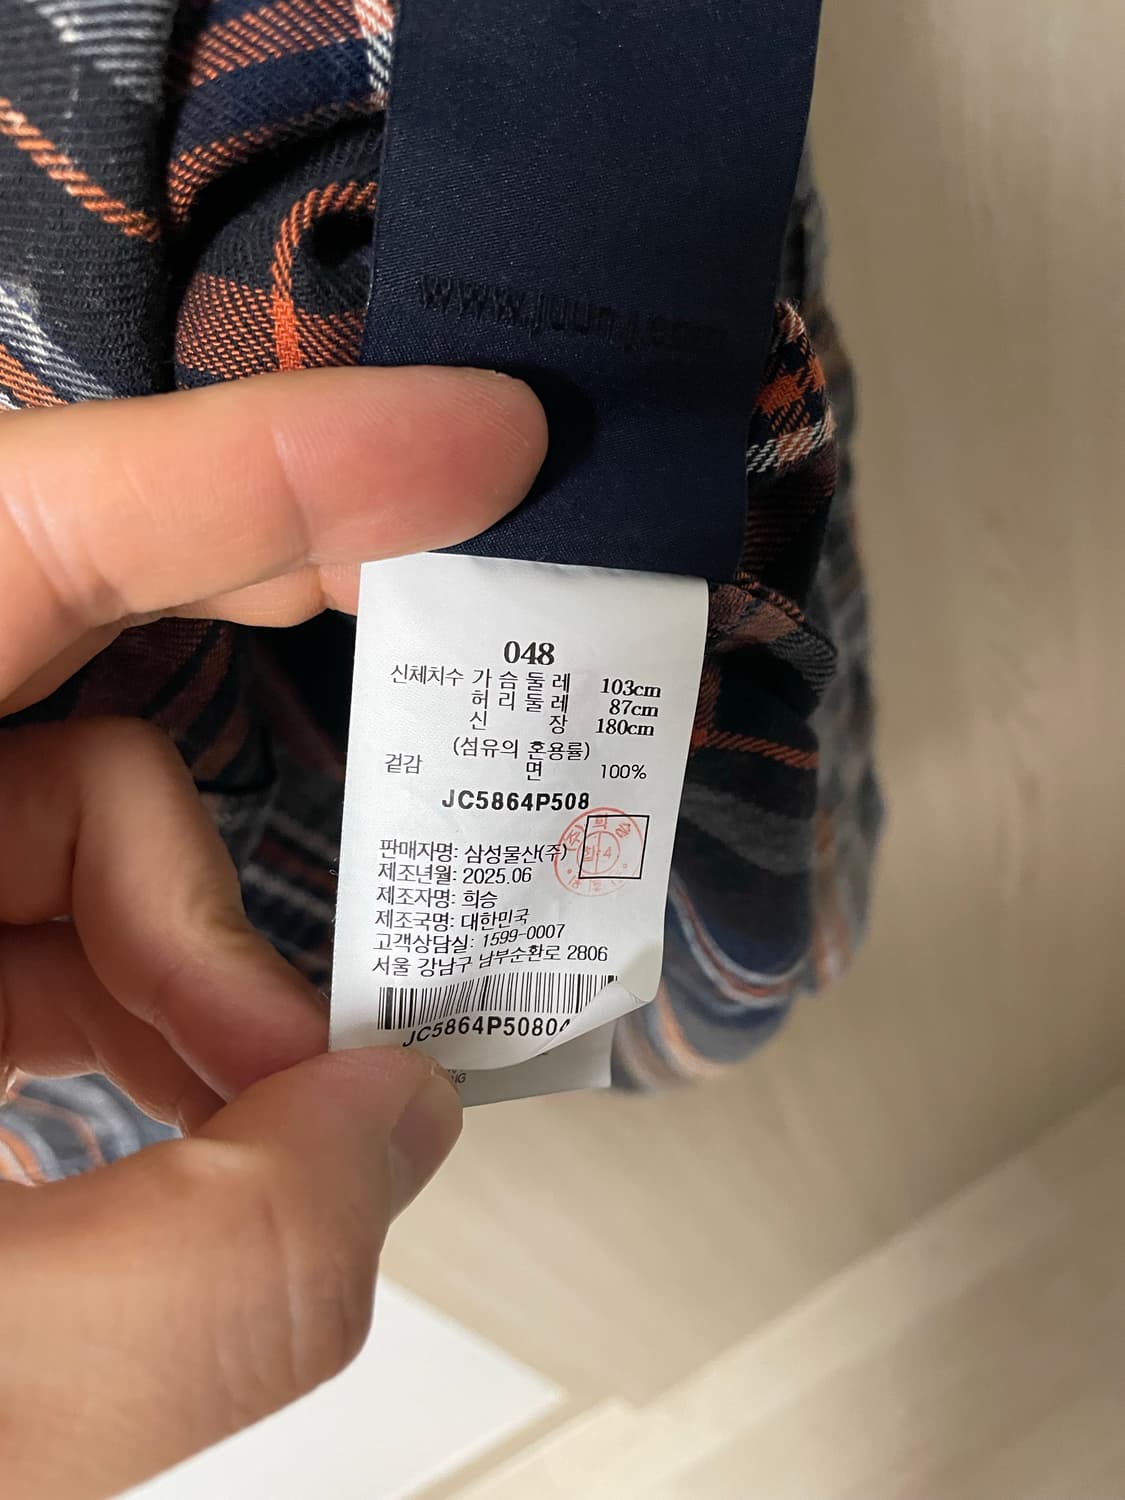 www.juunj.com
048
신체치수 가슴둘레 103cm
허리둘레 87cm
신장 180cm
(섬유의 혼용률)
겉감 면 100%
JC5864P508
판매자명: 삼성물산(주)
제조년월: 2025.06
제조자명: 희승
제조국명: 대한민국
고객상담실: 1599-0007
서울 강남구 남부순환로 2806
JC5864P50804